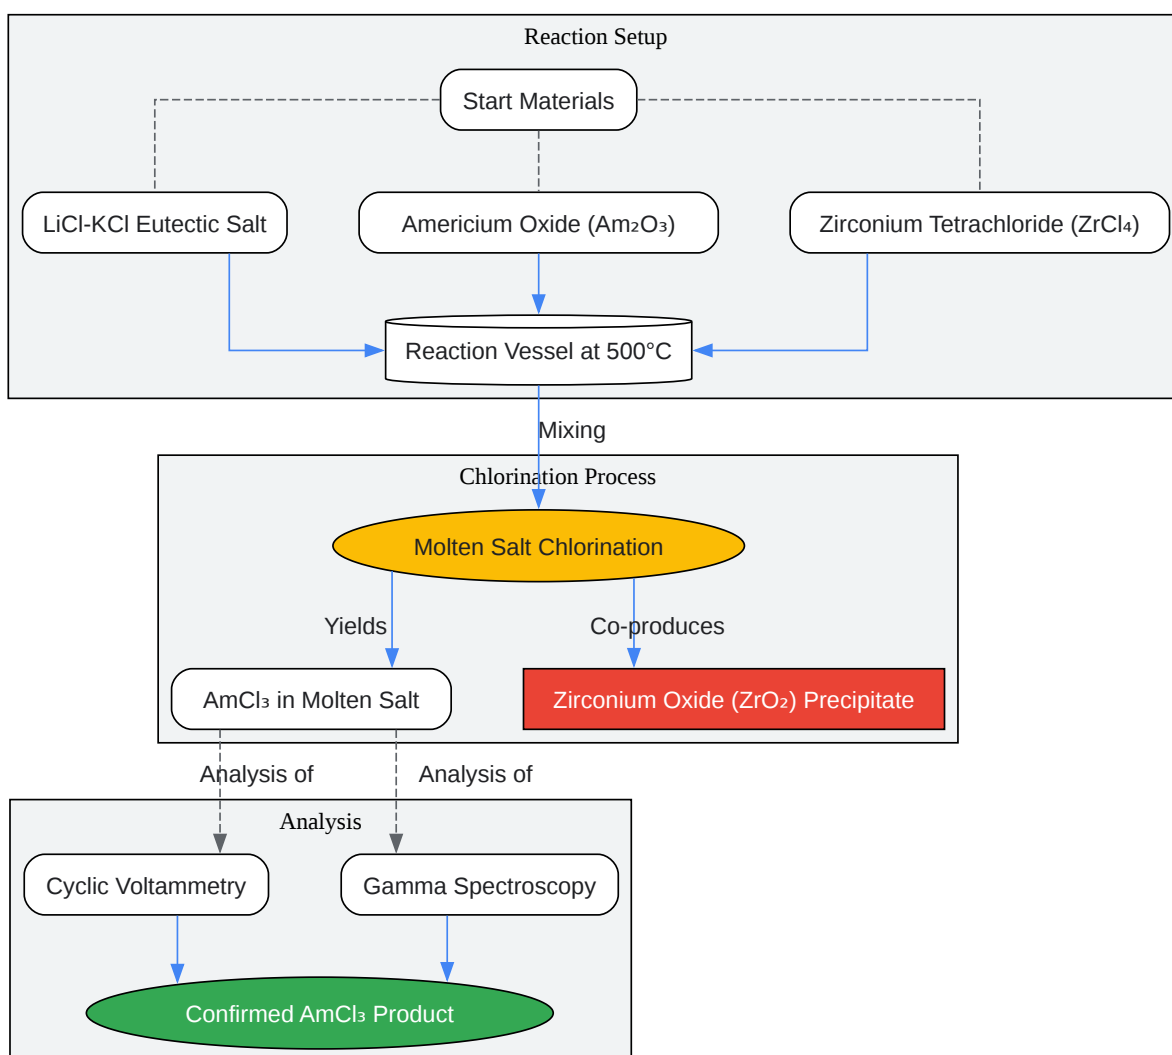 Reaction Setup
Start Materials
LiCl-KCl Eutectic Salt
Americium Oxide (Am₂O₃)
Zirconium Tetrachloride (ZrCl₄)
Reaction Vessel at 500°C
Mixing
Chlorination Process
Molten Salt Chlorination
Yields
Co-produces
AmCl₃ in Molten Salt
Zirconium Oxide (ZrO₂) Precipitate
Analysis of
Analysis of
Analysis
Cyclic Voltammetry
Gamma Spectroscopy
Confirmed AmCl₃ Product